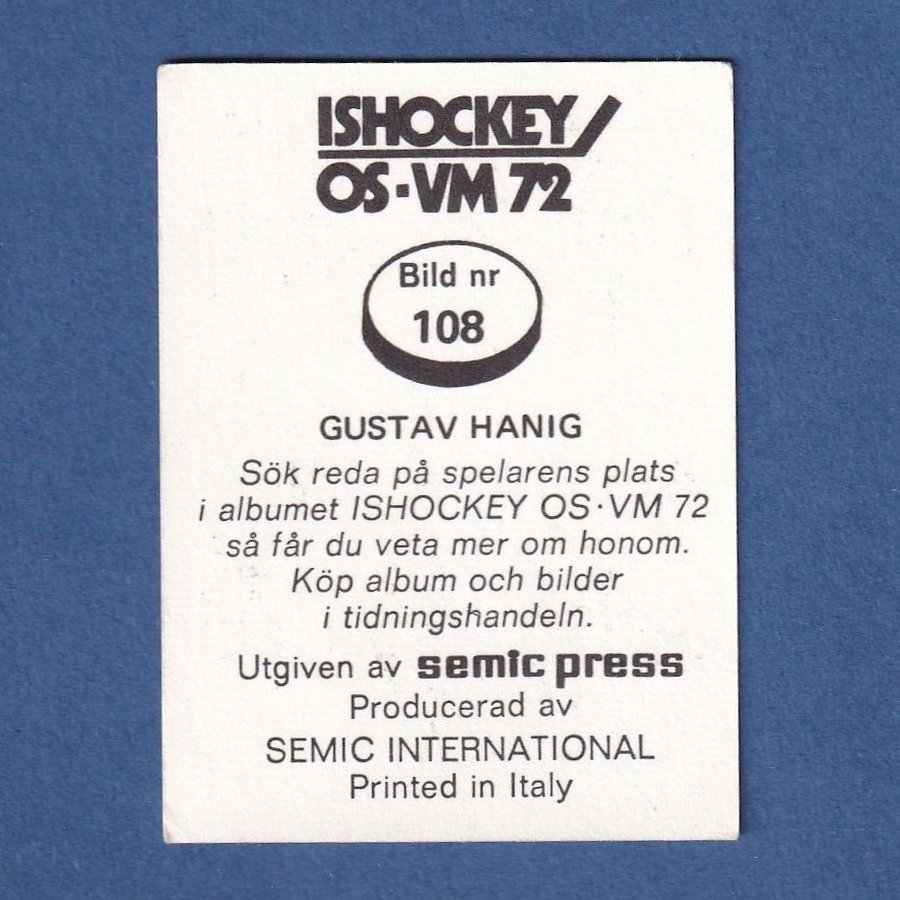 ISHOCKEY
OS·VM 72
Bild nr
108
GUSTAV HANIG
Sök reda på spelarens plats
i albumet ISHOCKEY OS·VM 72
så får du veta mer om honom.
Köp album och bilder
i tidningshandeln.
Utgiven av semic press
Producerad av
SEMIC INTERNATIONAL
Printed in Italy